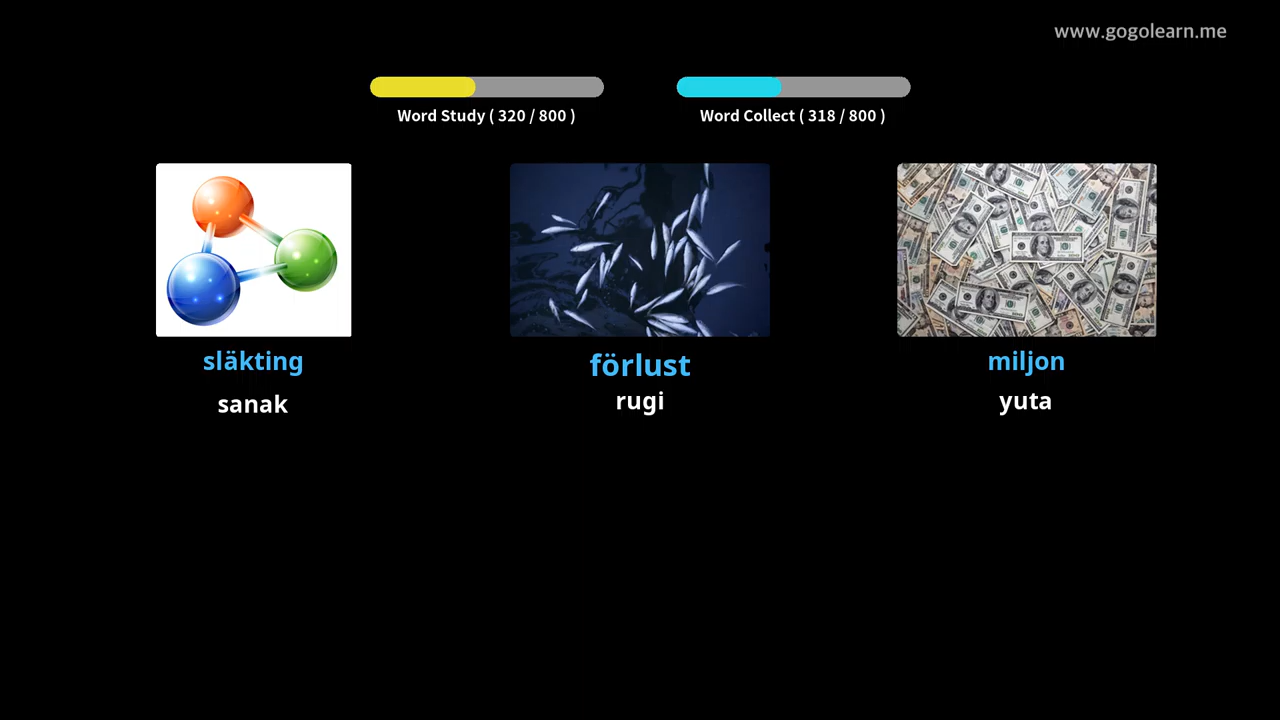 www.gogolearn.me
Word Study ( 320 / 800 )
Word Collect ( 318 / 800 )
släkting
förlust
miljon
sanak
rugi
yuta